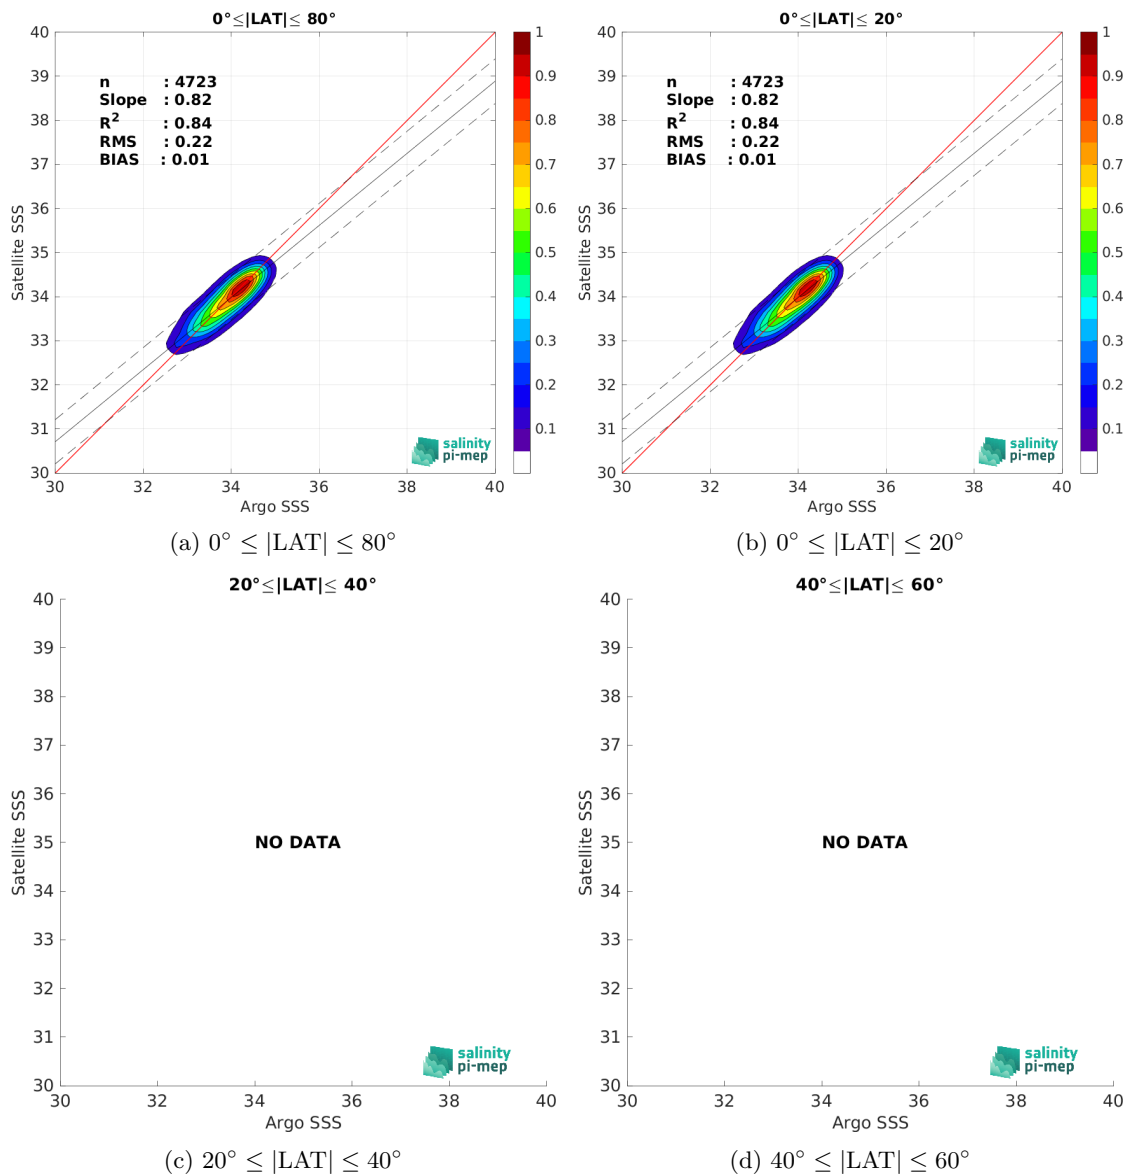 0°≤|LAT|≤ 80°
40
39
38
37
36
35
34
33
32
31
30
Satellite SSS
n : 4723
Slope : 0.82
R² : 0.84
RMS : 0.22
BIAS : 0.01
salinity
pi-mep
30 32 34 36 38 40
Argo SSS
1
0.9
0.8
0.7
0.6
0.5
0.4
0.3
0.2
0.1
(a) 0° ≤ |LAT| ≤ 80°
0°≤|LAT|≤ 20°
40
39
38
37
36
35
34
33
32
31
30
Satellite SSS
n : 4723
Slope : 0.82
R² : 0.84
RMS : 0.22
BIAS : 0.01
salinity
pi-mep
30 32 34 36 38 40
Argo SSS
1
0.9
0.8
0.7
0.6
0.5
0.4
0.3
0.2
0.1
(b) 0° ≤ |LAT| ≤ 20°
20°≤|LAT|≤ 40°
40
39
38
37
36
35
34
33
32
31
30
Satellite SSS
NO DATA
salinity
pi-mep
30 32 34 36 38 40
Argo SSS
(c) 20° ≤ |LAT| ≤ 40°
40°≤|LAT|≤ 60°
40
39
38
37
36
35
34
33
32
31
30
Satellite SSS
NO DATA
salinity
pi-mep
30 32 34 36 38 40
Argo SSS
(d) 40° ≤ |LAT| ≤ 60°